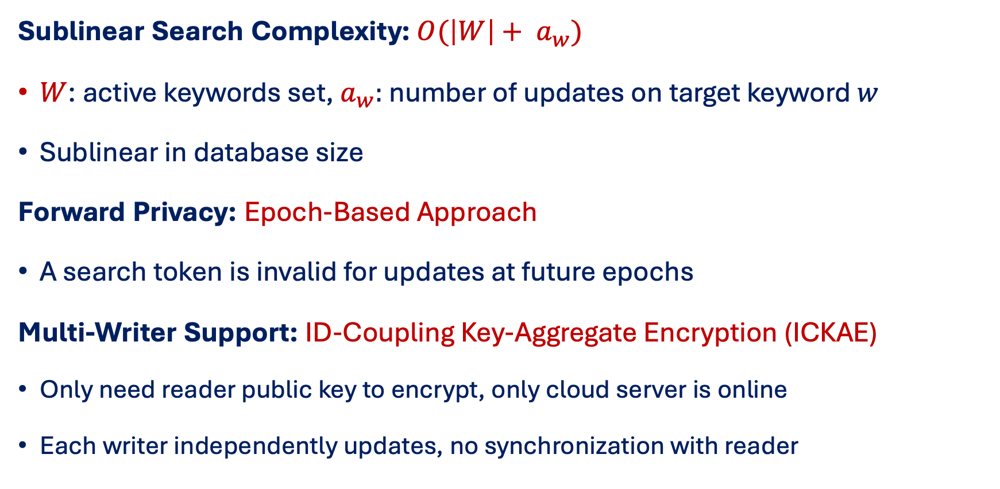 Sublinear Search Complexity: O(|W| + a_w)
• W: active keywords set, a_w: number of updates on target keyword w
• Sublinear in database size
Forward Privacy: Epoch-Based Approach
• A search token is invalid for updates at future epochs
Multi-Writer Support: ID-Coupling Key-Aggregate Encryption (ICKAE)
• Only need reader public key to encrypt, only cloud server is online
• Each writer independently updates, no synchronization with reader